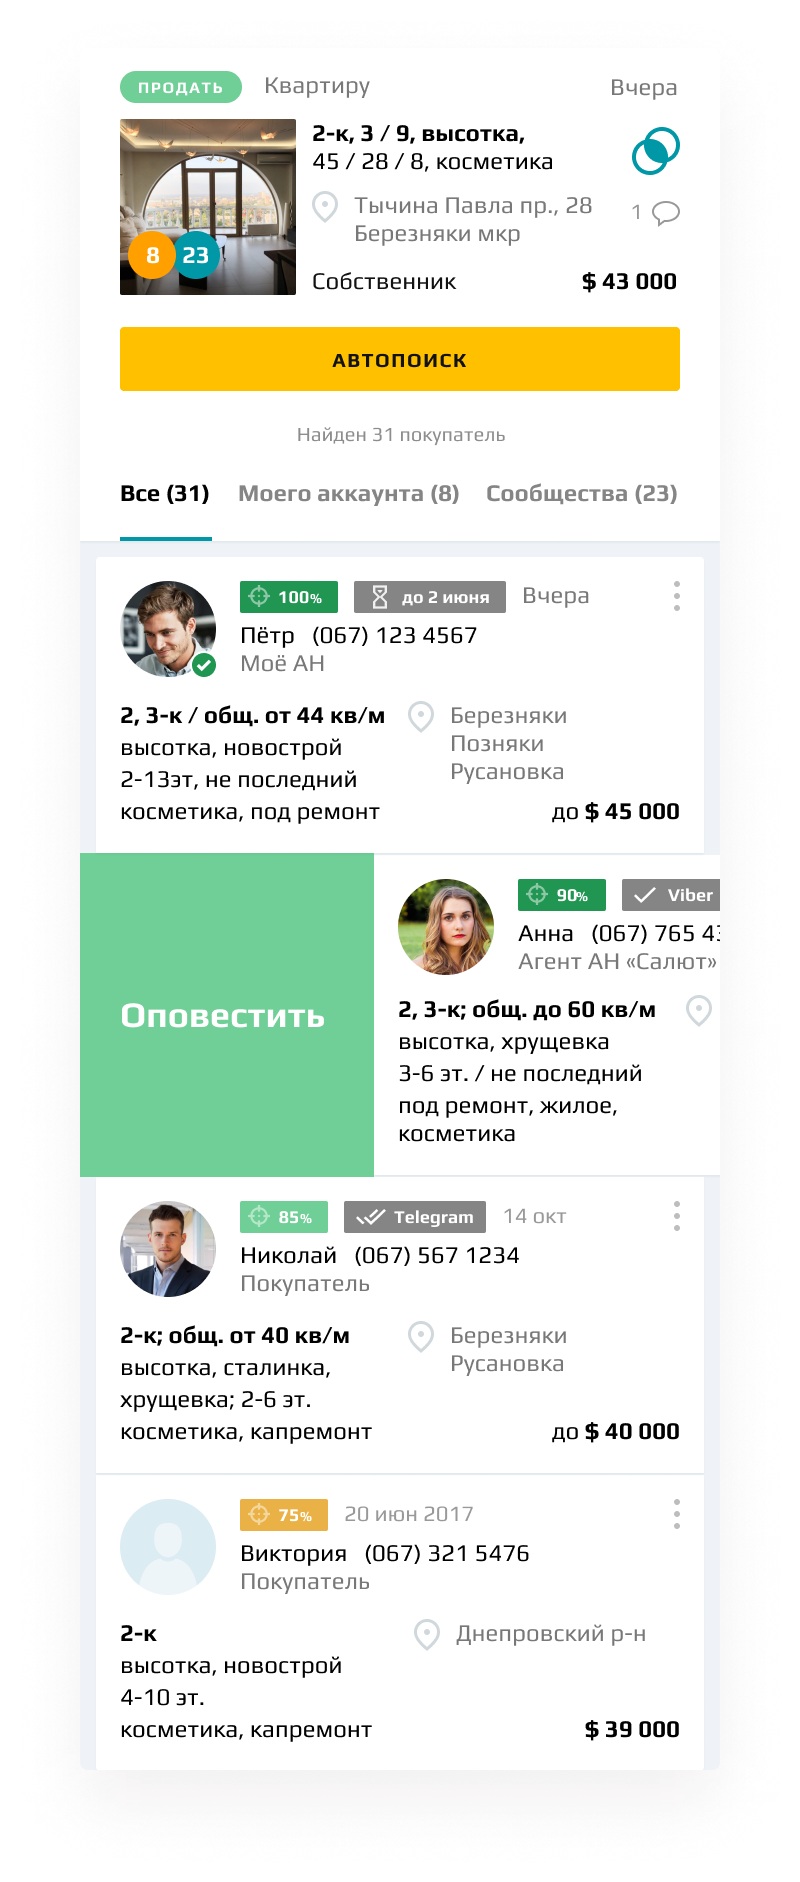 ПРОДАТЬ Квартиру Вчера
2-к, 3 / 9, высотка,
45 / 28 / 8, косметика
Тычина Павла пр., 28 1
Березняки мкр
8 23
Собственник $ 43 000
АВТОПОИСК
Найден 31 покупатель
Все (31) Моего аккаунта (8) Сообщества (23)
100% до 2 июня Вчера
Пётр (067) 123 4567
Моё АН
2, 3-к / общ. от 44 кв/м
высотка, новострой
2-13эт, не последний
косметика, под ремонт
Березняки
Позняки
Русановка
до $ 45 000
Оповестить
90% Viber
Анна (067) 765 43
Агент АН «Салют»
2, 3-к; общ. до 60 кв/м
высотка, хрущевка
3-6 эт. / не последний
под ремонт, жилое,
косметика
85% Telegram 14 окт
Николай (067) 567 1234
Покупатель
2-к; общ. от 40 кв/м
высотка, сталинка,
хрущевка; 2-6 эт.
косметика, капремонт
Березняки
Русановка
до $ 40 000
75% 20 июн 2017
Виктория (067) 321 5476
Покупатель
2-к
высотка, новострой
4-10 эт.
косметика, капремонт
Днепровский р-н
$ 39 000